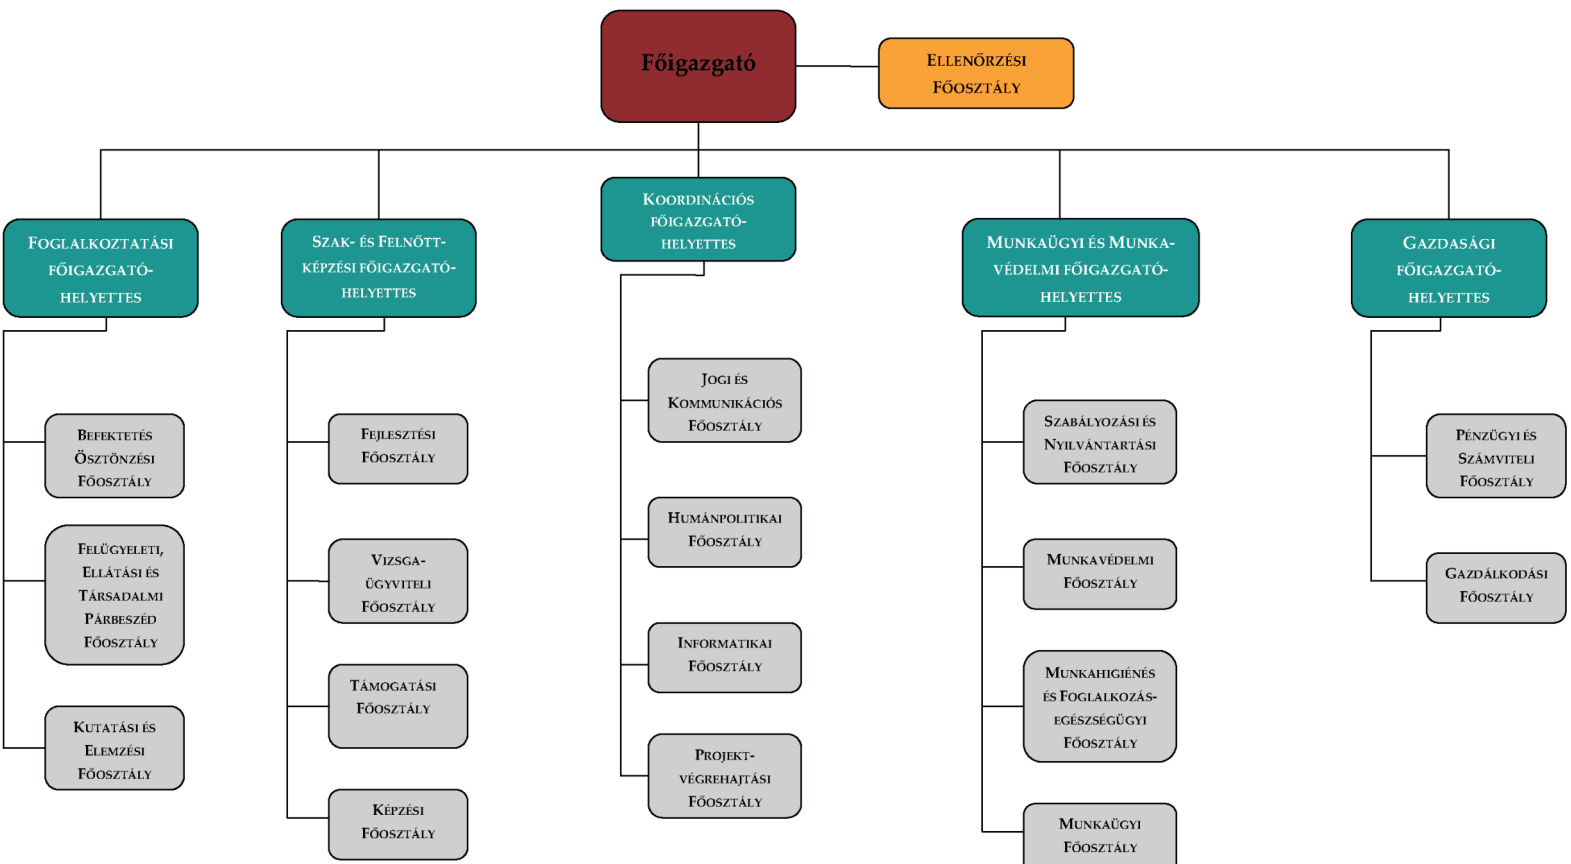 Főigazgató
Ellenőrzési
Főosztály
Foglalkoztatási
főigazgató-
helyettes
Befektetés
Ösztönzési
Főosztály
Felügyeleti,
Ellátási és
Társadalmi
Párbeszéd
Főosztály
Kutatási és
Elemzési
Főosztály
Szak- és Felnőtt-
képzési főigazgató-
helyettes
Fejlesztési
Főosztály
Vizsga-
ügyviteli
Főosztály
Támogatási
Főosztály
Képzési
Főosztály
Koordinációs
főigazgató-
helyettes
Jogi és
Kommunikációs
Főosztály
Humánpolitikai
Főosztály
Informatikai
Főosztály
Projekt-
végrehajtási
Főosztály
Munkaügyi és Munka-
védelmi főigazgató-
helyettes
Szabályozási és
Nyilvántartási
Főosztály
Munkavédelmi
Főosztály
Munkahigiénés
és Foglalkozás-
egészségügyi
Főosztály
Munkaügyi
Főosztály
Gazdasági
főigazgató-
helyettes
Pénzügyi és
Számviteli
Főosztály
Gazdálkodási
Főosztály